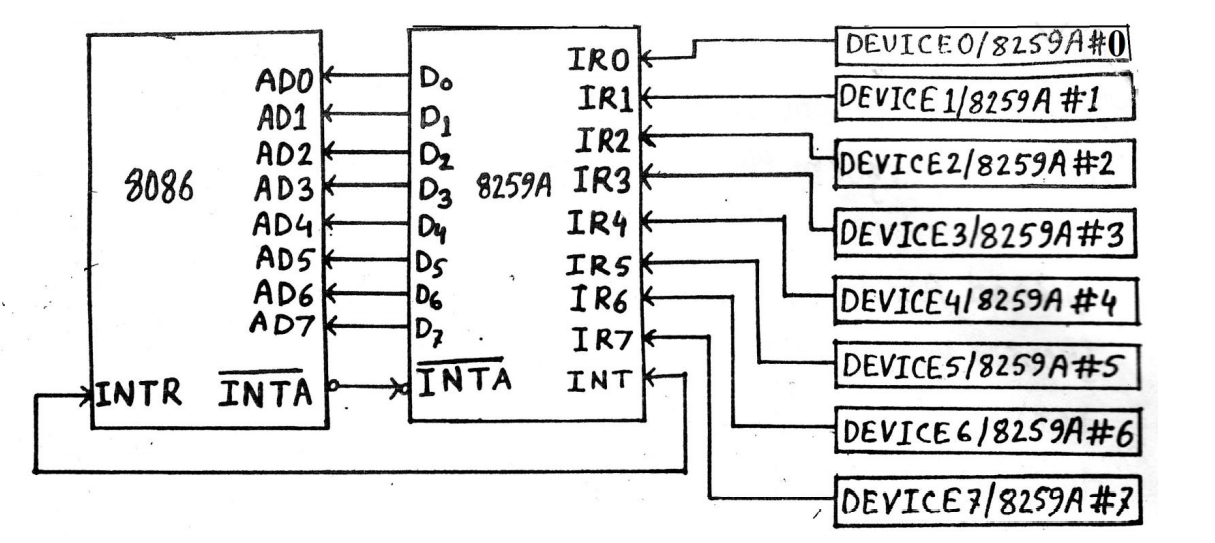 8086
AD0
AD1
AD2
AD3
AD4
AD5
AD6
AD7
INTR INTA
8259A
D0
D1
D2
D3
D4
D5
D6
D7
INTA
IR0
IR1
IR2
IR3
IR4
IR5
IR6
IR7
INT
DEVICE0/8259A#0
DEVICE1/8259A #1
DEVICE2/8259A#2
DEVICE3/8259A#3
DEVICE4/8259A #4
DEVICE5/8259A#5
DEVICE6/8259A#6
DEVICE7/8259A#7